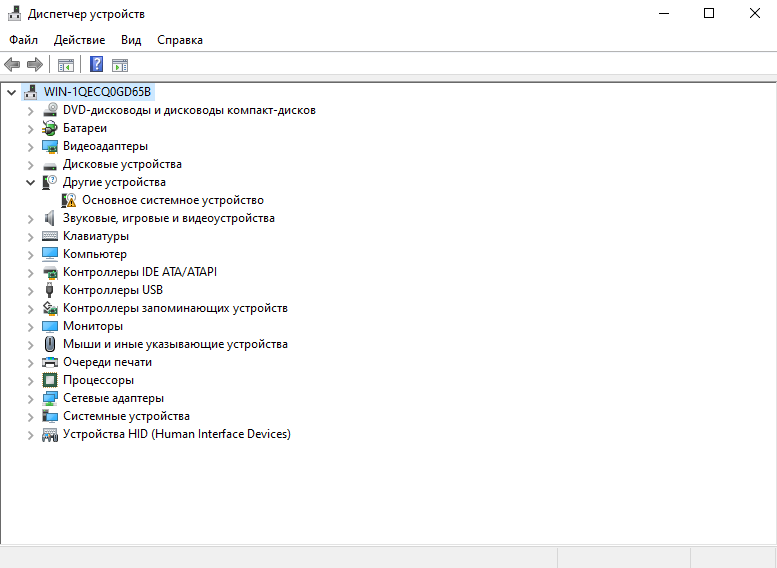 Диспетчер устройств
Файл Действие Вид Справка
WIN-1QECQ0GD65B
DVD-дисководы и дисководы компакт-дисков
Батареи
Видеоадаптеры
Дисковые устройства
Другие устройства
Основное системное устройство
Звуковые, игровые и видеоустройства
Клавиатуры
Компьютер
Контроллеры IDE ATA/ATAPI
Контроллеры USB
Контроллеры запоминающих устройств
Мониторы
Мыши и иные указывающие устройства
Очереди печати
Процессоры
Сетевые адаптеры
Системные устройства
Устройства HID (Human Interface Devices)